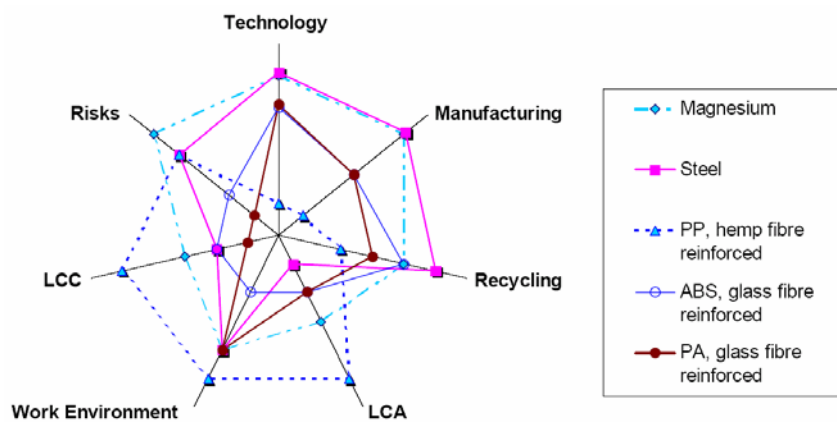 Technology
Risks
Manufacturing
LCC
Recycling
Work Environment
LCA
Magnesium
Steel
PP, hemp fibre
reinforced
ABS, glass fibre
reinforced
PA, glass fibre
reinforced